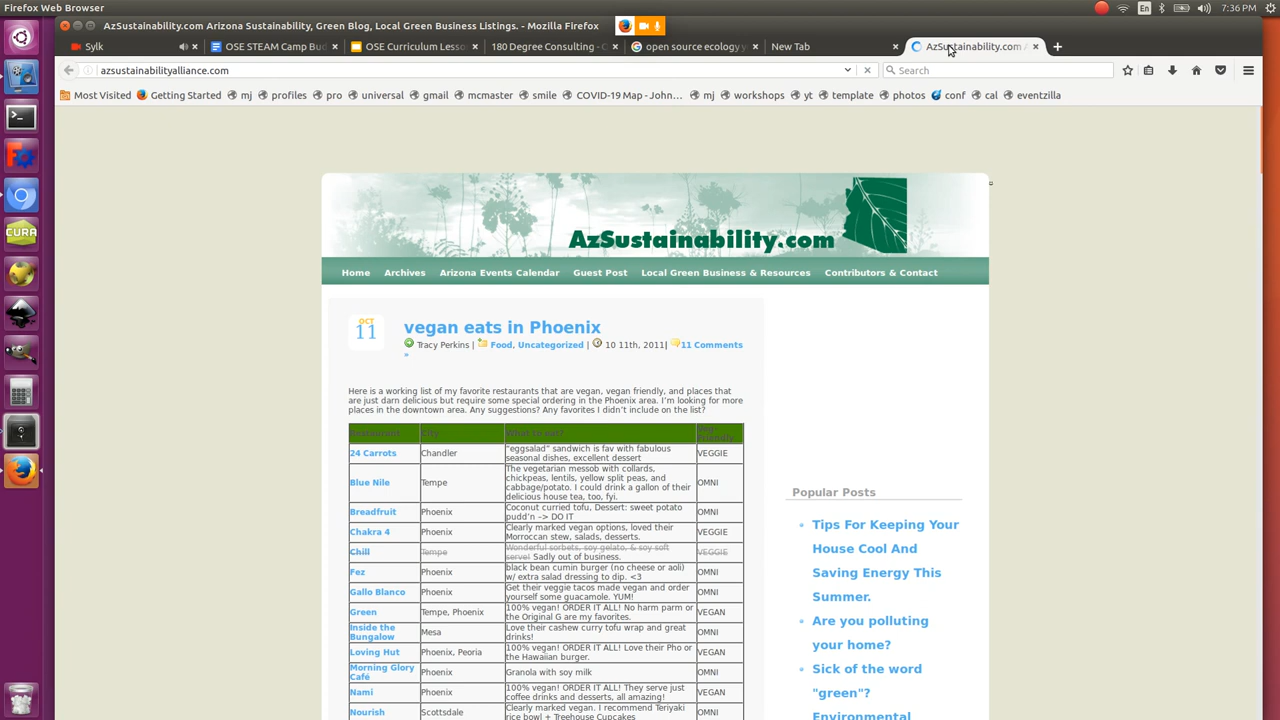 Firefox Web Browser
En
7:36 PM
AzSustainability.com Arizona Sustainability, Green Blog, Local Green Business Listings. - Mozilla Firefox
Sylk
OSE STEAM Camp Bud
OSE Curriculum Lesso
180 Degree Consulting - C
open source ecology y
New Tab
AzSustainability.com A
azsustainabilityalliance.com
Search
Most Visited
Getting Started
mj
profiles
pro
universal
gmail
mcmaster
smile
COVID-19 Map - John...
mj
workshops
yt
template
photos
conf
cal
eventzilla
CURA
AzSustainability.com
Home
Archives
Arizona Events Calendar
Guest Post
Local Green Business & Resources
Contributors & Contact
OCT
11
vegan eats in Phoenix
Tracy Perkins | Food, Uncategorized | 10 11th, 2011| 11 Comments
»
Here is a working list of my favorite restaurants that are vegan, vegan friendly, and places that
are just darn delicious but require some special ordering in the Phoenix area. I'm looking for more
places in the downtown area. Any suggestions? Any favorites I didn't include on the list?
Restaurant City What to eat?
24 Carrots Chandler "eggsalad" sandwich is fav with fabulous
seasonal dishes, excellent dessert VEGGIE
Blue Nile Tempe The vegetarian messob with collards,
chickpeas, lentils, yellow split peas, and
cabbage/potato. I could drink a gallon of their
delicious house tea, too, fyi. OMNI
Breadfruit Phoenix Coconut curried tofu, Dessert: sweet potato
pudd'n –> DO IT OMNI
Chakra 4 Phoenix Clearly marked vegan options, loved their
Morroccan stew, salads, desserts. VEGGIE
Chill Tempe Wonderful sorbets, soy gelato, & soy soft
serve! Sadly out of business. VEGGIE
Fez Phoenix black bean cumin burger (no cheese or aoli)
w/ extra salad dressing to dip. <3 OMNI
Gallo Blanco Phoenix Get their veggie tacos made vegan and order
yourself some guacamole. YUM! OMNI
Green Tempe, Phoenix 100% vegan! ORDER IT ALL! No harm parm or
the Original G are my favorites. VEGAN
Inside the
Bungalow Mesa Love their cashew curry tofu wrap and great
drinks! OMNI
Loving Hut Phoenix, Peoria 100% vegan! ORDER IT ALL! Love their Pho or
the Hawaiian burger. VEGAN
Morning Glory
Café Phoenix Granola with soy milk OMNI
Nami Phoenix 100% vegan! ORDER IT ALL! They serve just
coffee drinks and desserts, all amazing! VEGAN
Nourish Scottsdale Clearly marked vegan. I recommend Teriyaki
rice bowl + Treehouse Cupcakes OMNI
Popular Posts
Tips For Keeping Your
House Cool And
Saving Energy This
Summer.
Are you polluting
your home?
Sick of the word
"green"?
Environmental